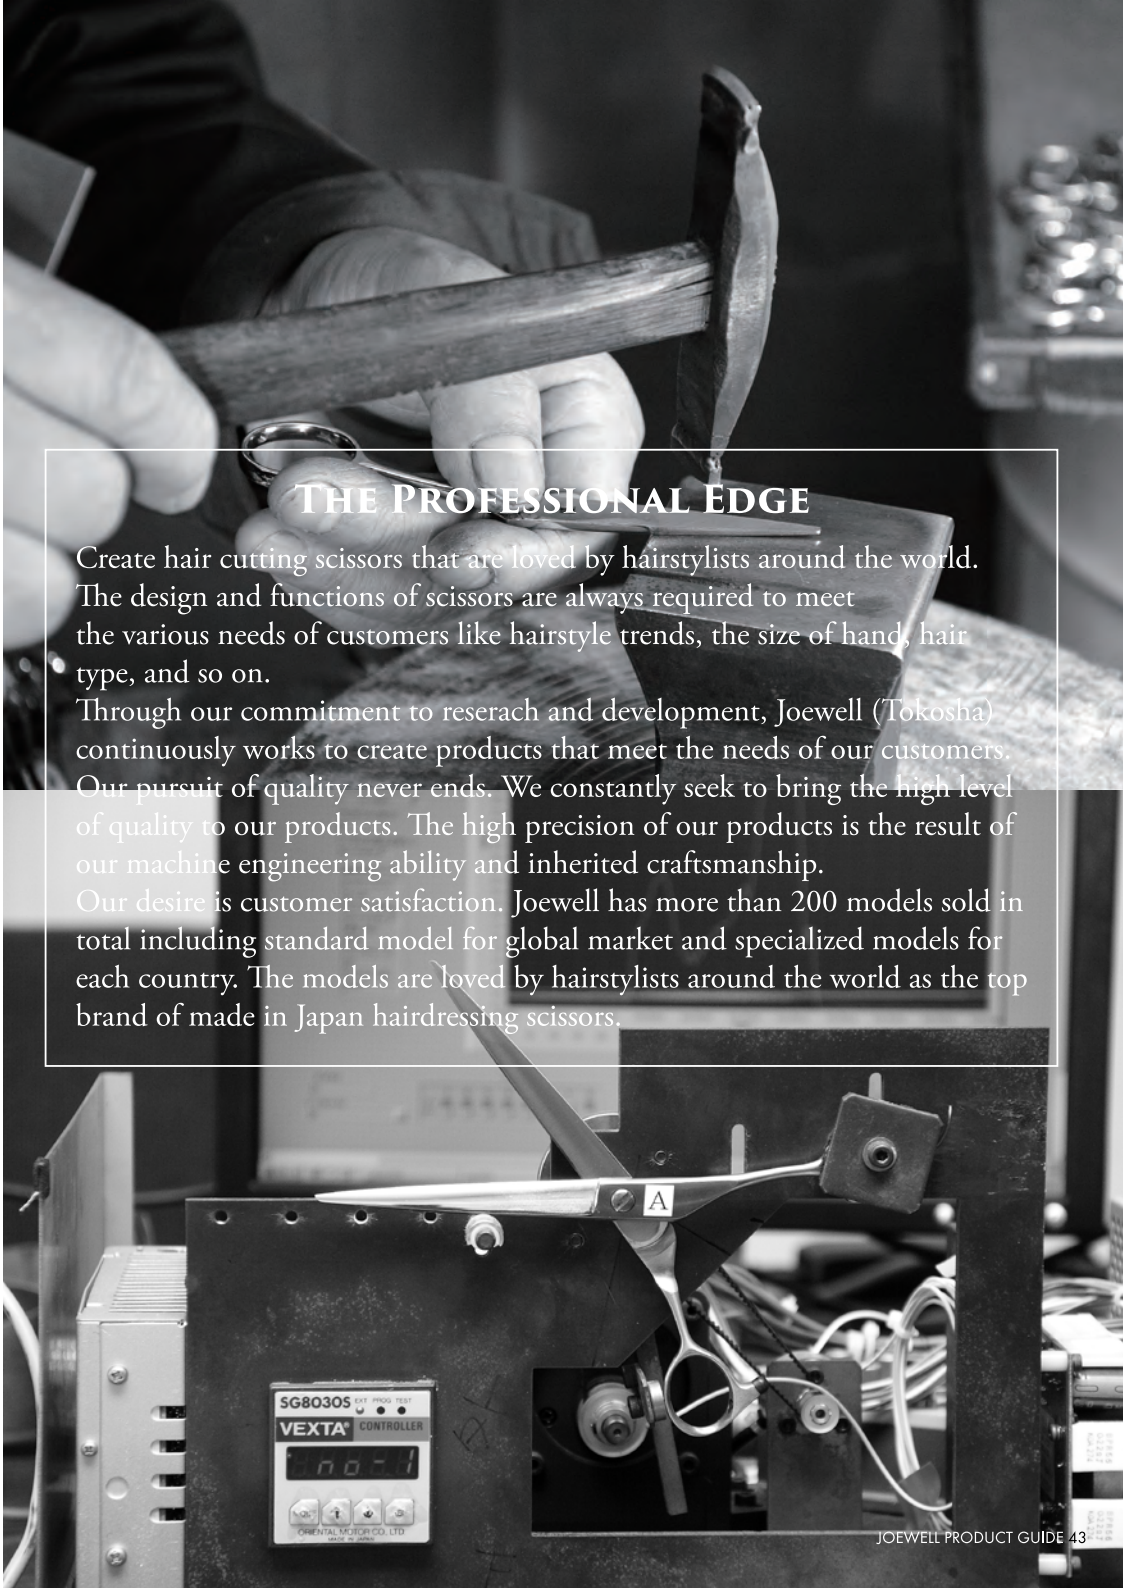 THE PROFESSIONAL EDGE
Create hair cutting scissors that are loved by hairstylists around the world.
The design and functions of scissors are always required to meet
the various needs of customers like hairstyle trends, the size of hand, hair
type, and so on.
Through our commitment to reserach and development, Joewell (Tokosha)
continuously works to create products that meet the needs of our customers.
Our pursuit of quality never ends. We constantly seek to bring the high level
of quality to our products. The high precision of our products is the result of
our machine engineering ability and inherited craftsmanship.
Our desire is customer satisfaction. Joewell has more than 200 models sold in
total including standard model for global market and specialized models for
each country. The models are loved by hairstylists around the world as the top
brand of made in Japan hairdressing scissors.
A
SG8030S EXT PROG TEST
VEXTA® CONTROLLER
no-1
ORIENTAL MOTOR CO., LTD
MADE IN JAPAN
JOEWELL PRODUCT GUIDE 43